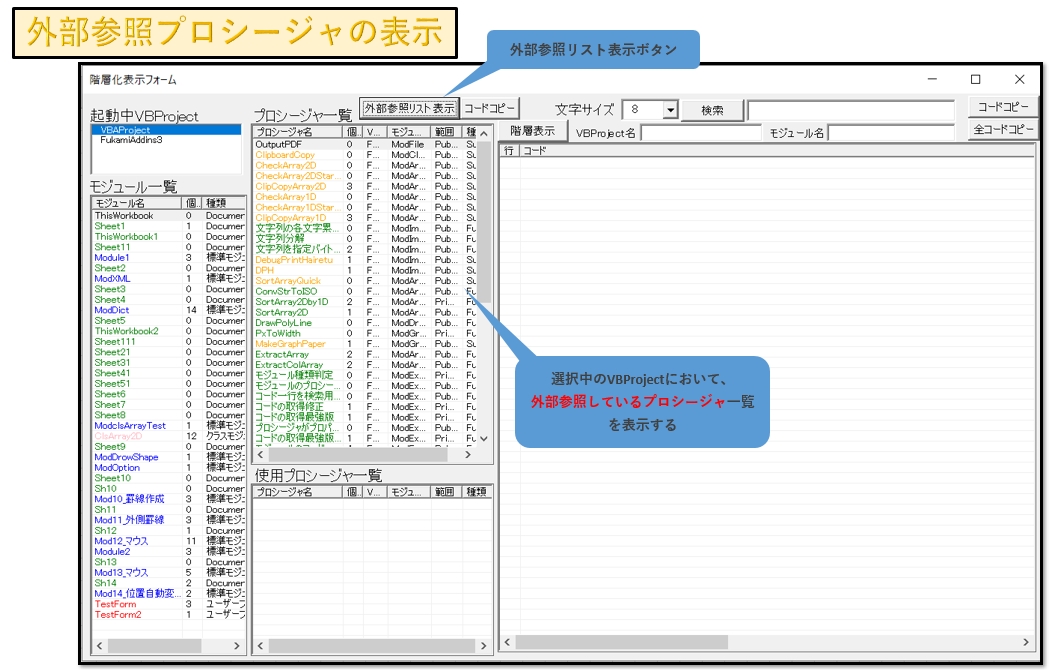 外部参照プロシージャの表示
外部参照リスト表示ボタン
階層化表示フォーム
起動中VBProject
VBAProject
FukamiAddins3
モジュール一覧
モジュール名 個.. 種類
ThisWorkbook 0 Documer
Sheet1 1 Documer
ThisWorkbook1 0 Documer
Sheet11 0 Documer
Module1 3 標準モジ
Sheet2 0 Documer
ModXML 1 標準モジ
Sheet3 0 Documer
Sheet4 0 Documer
ModDict 14 標準モジ
Sheet5 0 Documer
ThisWorkbook2 0 Documer
Sheet111 0 Documer
Sheet21 0 Documer
Sheet31 0 Documer
Sheet41 0 Documer
Sheet51 0 Documer
Sheet6 0 Documer
Sheet7 0 Documer
Sheet8 0 Documer
ModclsArrayTest 1 標準モジ
ClsArray2D 12 クラスモジ
Sheet9 0 Documer
ModDrowShape 1 標準モジ
ModOption 1 標準モジ
Sheet10 0 Documer
Sh10 0 Documer
Mod10_罫線作成 3 標準モジ
Sh11 0 Documer
Mod11_外側罫線 3 標準モジ
Sh12 1 Documer
Mod12_マウス 11 標準モジ
Module2 3 標準モジ
Sh13 0 Documer
Mod13_マウス 5 標準モジ
Sh14 2 Documer
Mod14_位置自動変... 2 標準モジ
TestForm 3 ユーザーフ
TestForm2 1 ユーザーフ
プロシージャー一覧 外部参照リスト表示 コードコピー
プロシージャ名 個.. V... モジュ... 範囲 種
OutputPDF 0 F... ModFile Pub... Su
ClipboardCopy 0 F... ModCl... Pub... Su
CheckArray2D 0 F... ModAr... Pub... Su
CheckArray2DStar... 0 F... ModAr... Pub... Su
ClipCopyArray2D 3 F... ModAr... Pub... Su
CheckArray1D 0 F... ModAr... Pub... Su
CheckArray1DStar... 0 F... ModAr... Pub... Su
ClipCopyArray1D 3 F... ModAr... Pub... Su
文字列の各文字累... 0 F... ModIm... Pub... Fu
文字列分解 0 F... ModIm... Pub... Fu
文字列を指定バイト... 2 F... ModIm... Pub... Fu
DebugPrintHairetu 1 F... ModIm... Pub... Su
DPH 1 F... ModIm... Pub... Su
SortArrayQuick 0 F... ModAr... Pub... Su
ConvStrToISO 0 F... ModAr... Pub... Fu
SortArray2Dby1D 2 F... ModAr... Pri... Fu
SortArray2D 1 F... ModAr... Pub... Fu
DrawPolyLine 0 F... ModDr... Pub... Fu
PxToWidth 0 F... ModGr... Pri... Fu
MakeGraphPaper 1 F... ModGr... Pub... Su
ExtractArray 2 F... ModAr... Pub... Fu
ExtractColArray 2 F... ModAr... Pub... Fu
モジュール種類判定 0 F... ModEx... Pri... Fu
モジュールのプロシー... 0 F... ModEx... Pub... Fu
コード一行を検索用... 0 F... ModEx... Pub... Fu
コードの取得修正 1 F... ModEx... Pri... Fu
コードの取得最強版 1 F... ModEx... Pri... Fu
プロシージャがプロパ... 0 F... ModEx... Pub... Fu
コードの取得最強版... 1 F... ModEx... Pri... Fu
使用プロシージャ一覧
プロシージャ名 個.. V... モジュ... 範囲 種類
文字サイズ 8 検索 コードコピー
階層表示 VBProject名 モジュール名 全コードコピー
行 コード
選択中のVBProjectにおいて、
外部参照しているプロシージャ一覧
を表示する